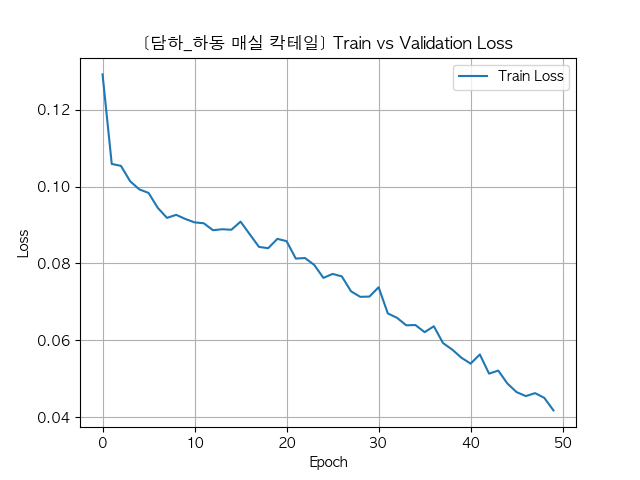 [담하_하동 매실 칵테일] Train vs Validation Loss
Train Loss
Loss
0.12
0.10
0.08
0.06
0.04
0 10 20 30 40 50
Epoch